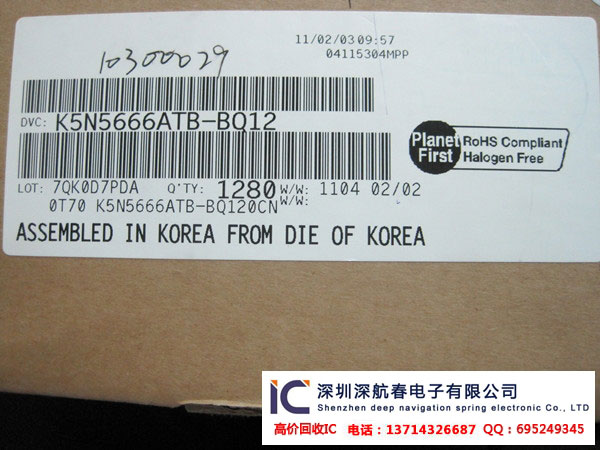 10300029
11/02/03 09:57
04115304MPP
DVC: K5N5666ATB-BQ12
Planet First RoHS Compliant Halogen Free
LOT: 7QK0D7PDA Q'TY: 1280 W/W: 1104 02/02
0T70 K5N5666ATB-BQ120CN W/W:
ASSEMBLED IN KOREA FROM DIE OF KOREA
IC 深圳深航春电子有限公司
Shenzhen deep navigation spring electronic Co., LTD
高价回收IC 电话：13714326687 QQ：695249345